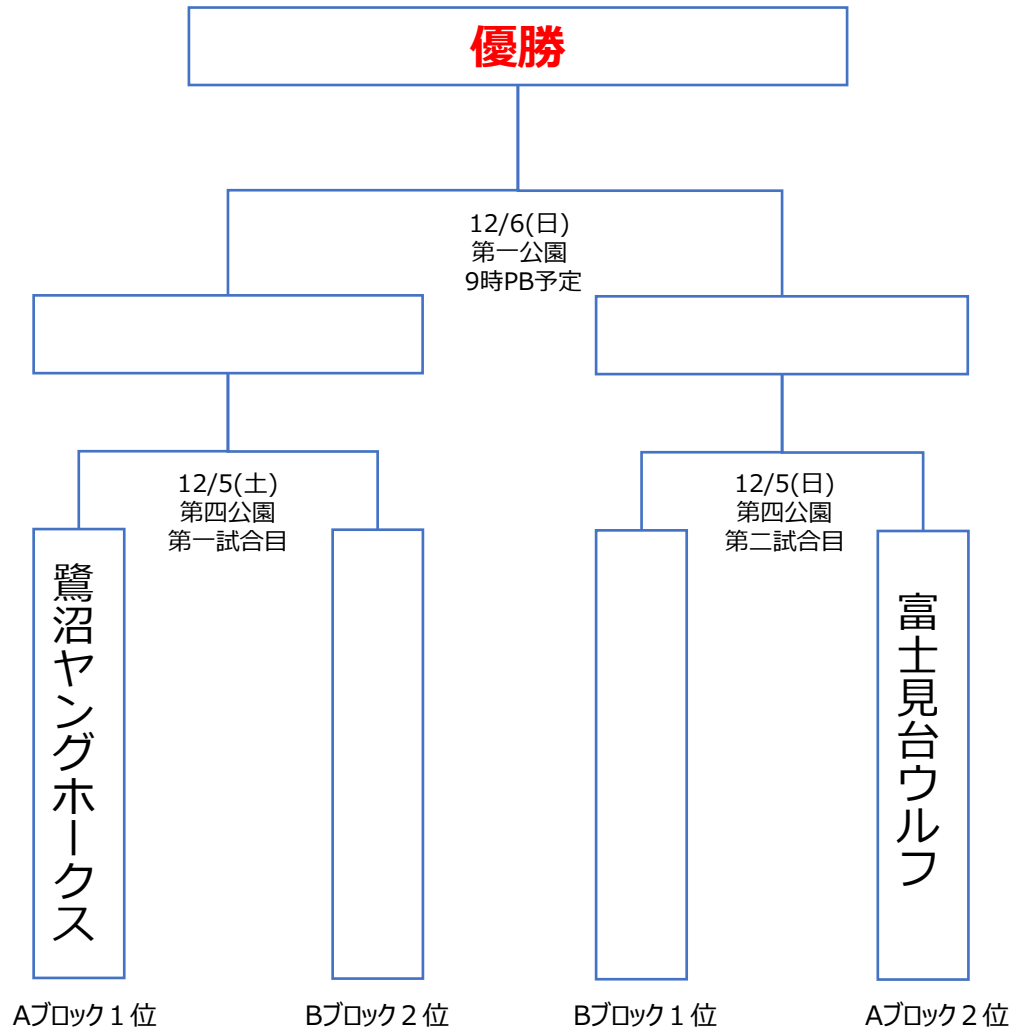 優勝
12/6(日)
第一公園
9時PB予定
12/5(土)
第四公園
第一試合目
12/5(日)
第四公園
第二試合目
鷺沼ヤングホークス
富士見台ウルフ
Aブロック１位
Bブロック２位
Bブロック１位
Aブロック２位